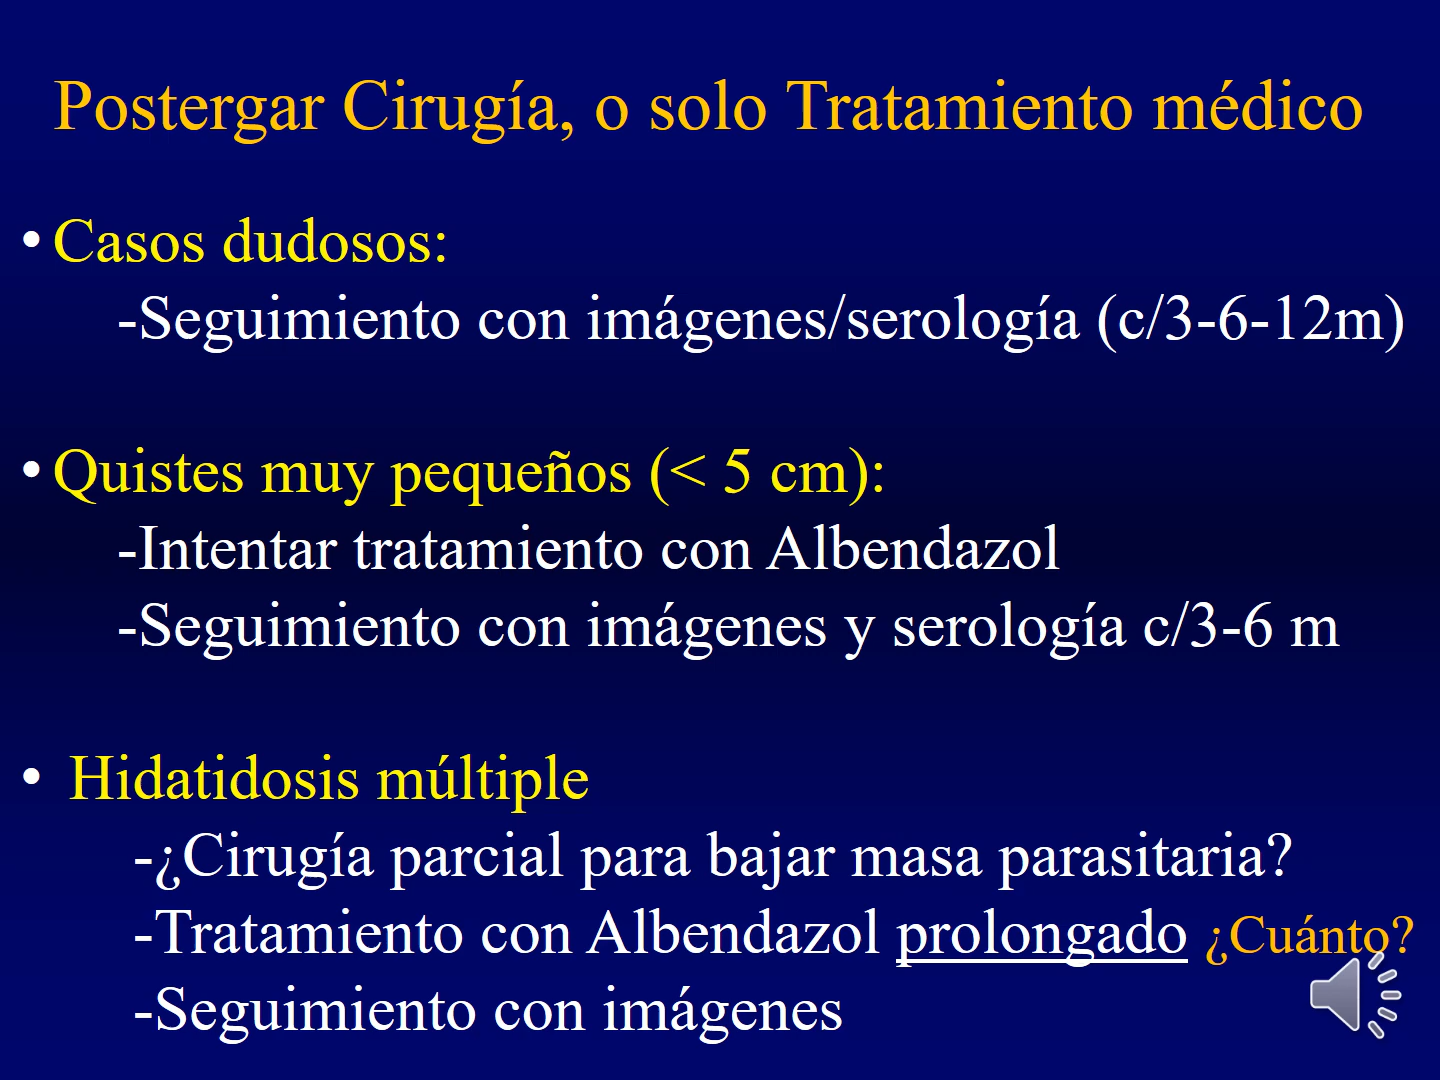 Postergar Cirugía, o solo Tratamiento médico
• Casos dudosos:
-Seguimiento con imágenes/serología (c/3-6-12m)
• Quistes muy pequeños (< 5 cm):
-Intentar tratamiento con Albendazol
-Seguimiento con imágenes y serología c/3-6 m
• Hidatidosis múltiple
-¿Cirugía parcial para bajar masa parasitaria?
-Tratamiento con Albendazol prolongado ¿Cuánto?
-Seguimiento con imágenes